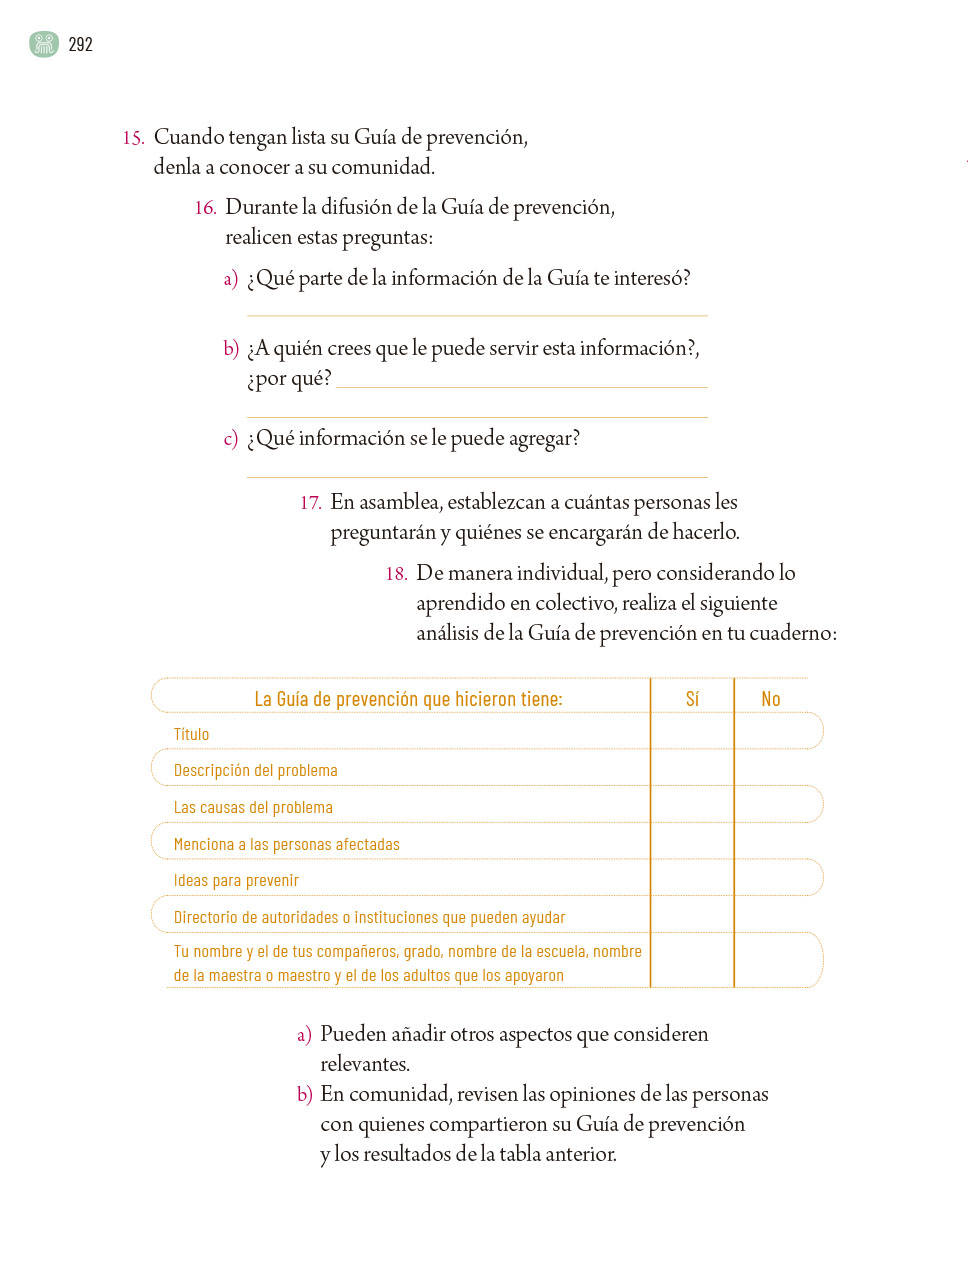 292
15. Cuando tengan lista su Guía de prevención,
denla a conocer a su comunidad.
16. Durante la difusión de la Guía de prevención,
realicen estas preguntas:
a) ¿Qué parte de la información de la Guía te interesó?
b) ¿A quién crees que le puede servir esta información?,
¿por qué?
c) ¿Qué información se le puede agregar?
17. En asamblea, establezcan a cuántas personas les
preguntarán y quiénes se encargarán de hacerlo.
18. De manera individual, pero considerando lo
aprendido en colectivo, realiza el siguiente
análisis de la Guía de prevención en tu cuaderno:
La Guía de prevención que hicieron tiene: Sí No
Título
Descripción del problema
Las causas del problema
Menciona a las personas afectadas
Ideas para prevenir
Directorio de autoridades o instituciones que pueden ayudar
Tu nombre y el de tus compañeros, grado, nombre de la escuela, nombre
de la maestra o maestro y el de los adultos que los apoyaron
a) Pueden añadir otros aspectos que consideren
relevantes.
b) En comunidad, revisen las opiniones de las personas
con quienes compartieron su Guía de prevención
y los resultados de la tabla anterior.